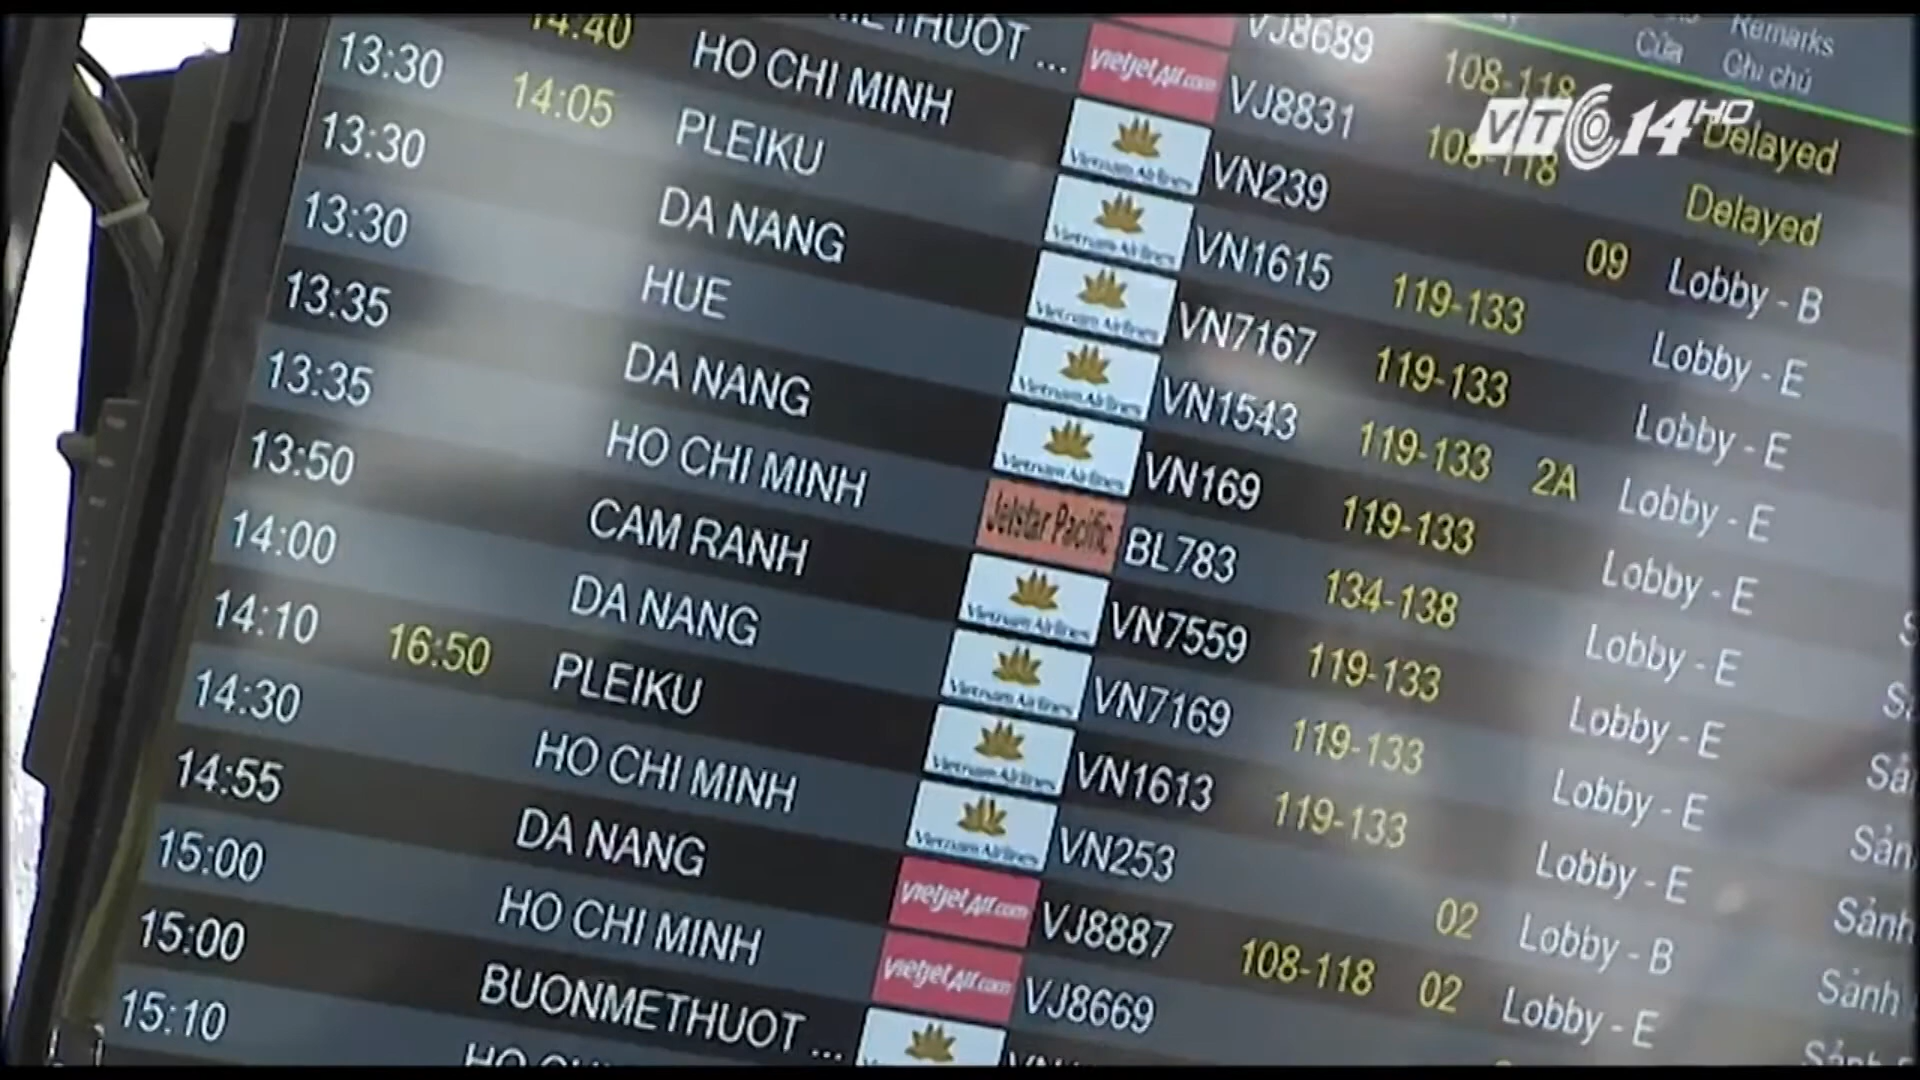 Remarks
Cửa Ghi chú
VTC14 HD
VJ8689 108-118 Delayed
VJ8831 108-118 Delayed
14:40 HO CHI MINH Vietnam Airlines VN239 09 Lobby - B
13:30 14:05 PLEIKU Vietnam Airlines VN1615 119-133 Lobby - E
13:30 DA NANG Vietnam Airlines VN7167 119-133 Lobby - E
13:30 HUE Vietnam Airlines VN1543 119-133 2A Lobby - E
13:35 DA NANG Vietnam Airlines VN169 119-133 Lobby - E
13:35 HO CHI MINH Jetstar Pacific BL783 134-138 Lobby - E
13:50 CAM RANH Vietnam Airlines VN7559 119-133 Lobby - E
14:00 DA NANG Vietnam Airlines VN7169 119-133 Lobby - E
14:10 16:50 PLEIKU Vietnam Airlines VN1613 119-133 Lobby - E
14:30 HO CHI MINH Vietnam Airlines VN253 02 Lobby - B Sảnh
14:55 DA NANG vietjetAir.com VJ8887 108-118 02 Lobby - E Sảnh
15:00 HO CHI MINH vietjetAir.com VJ8669 Sảnh
15:00 BUONMETHUOT ...
15:10